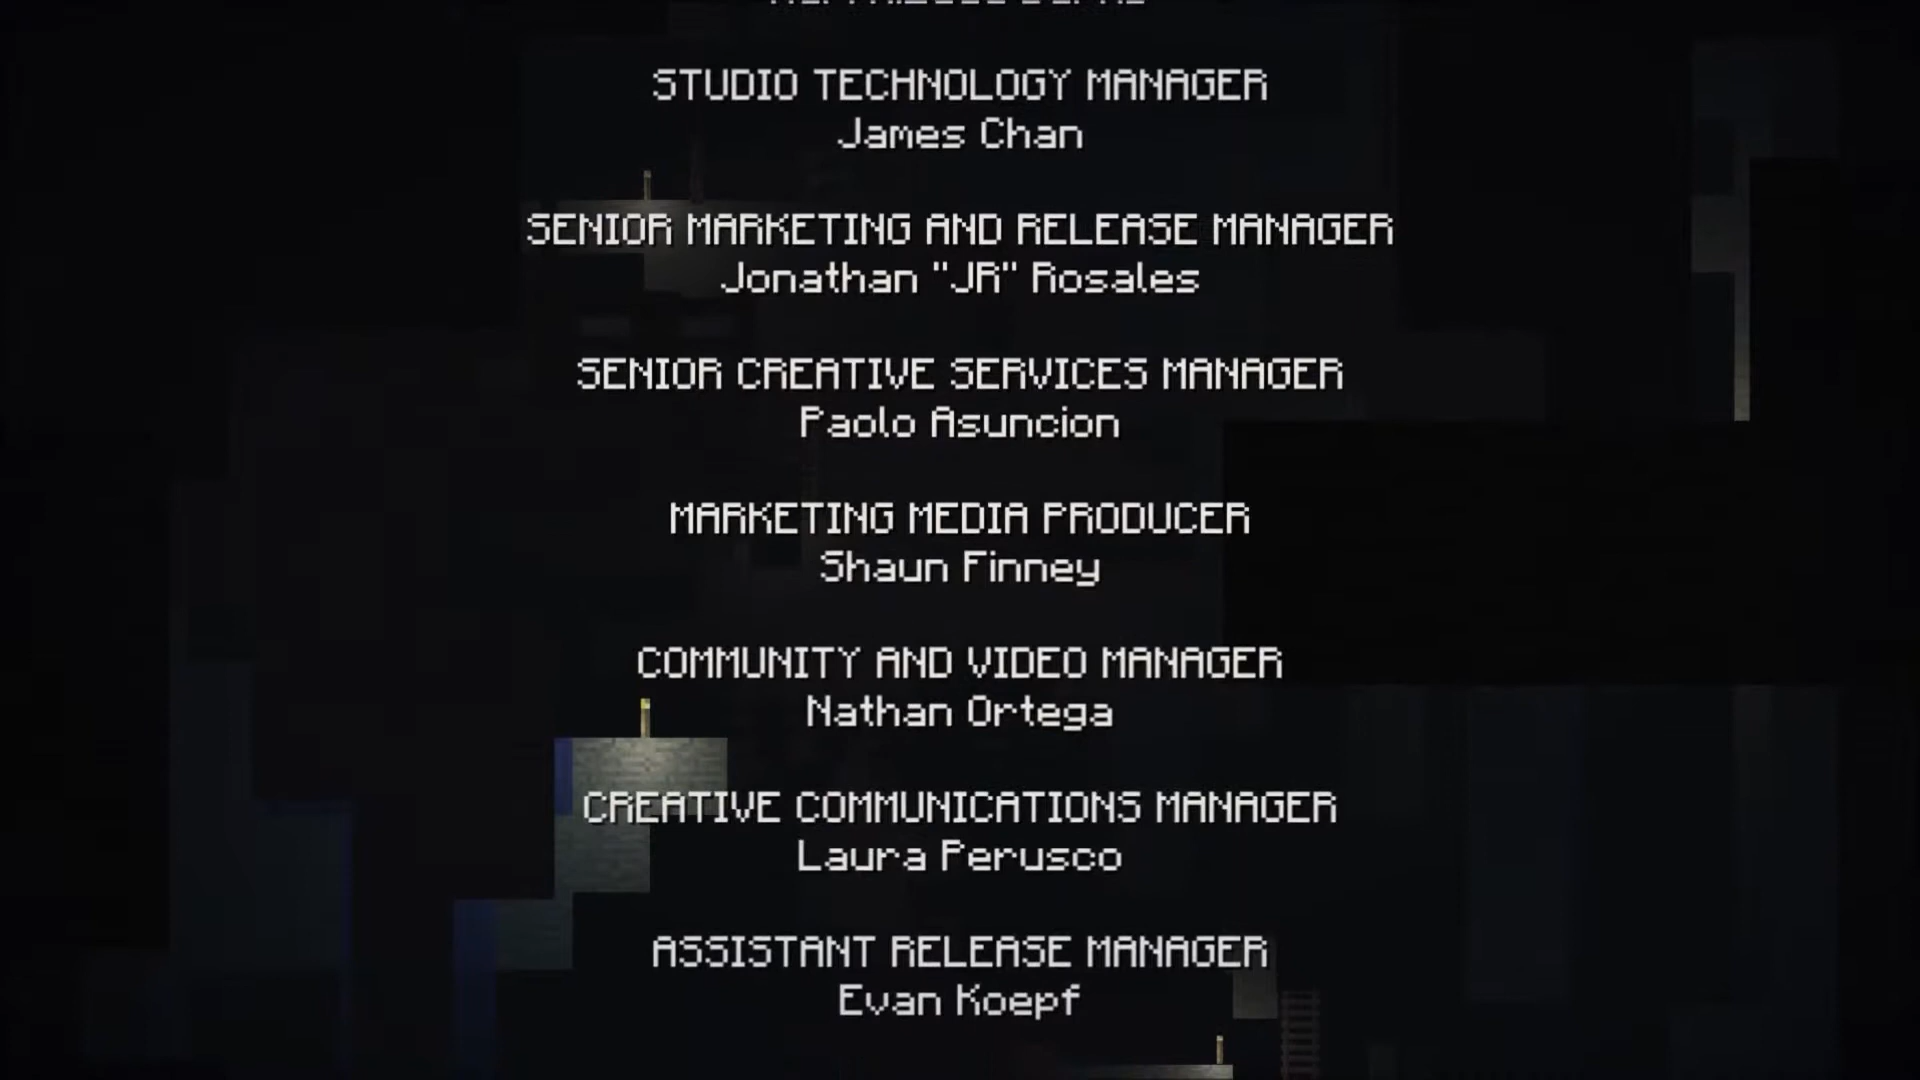 STUDIO TECHNOLOGY MANAGER
James Chan
SENIOR MARKETING AND RELEASE MANAGER
Jonathan "JR" Rosales
SENIOR CREATIVE SERVICES MANAGER
Paolo Asuncion
MARKETING MEDIA PRODUCER
Shaun Finney
COMMUNITY AND VIDEO MANAGER
Nathan Ortega
CREATIVE COMMUNICATIONS MANAGER
Laura Perusco
ASSISTANT RELEASE MANAGER
Evan Koepf